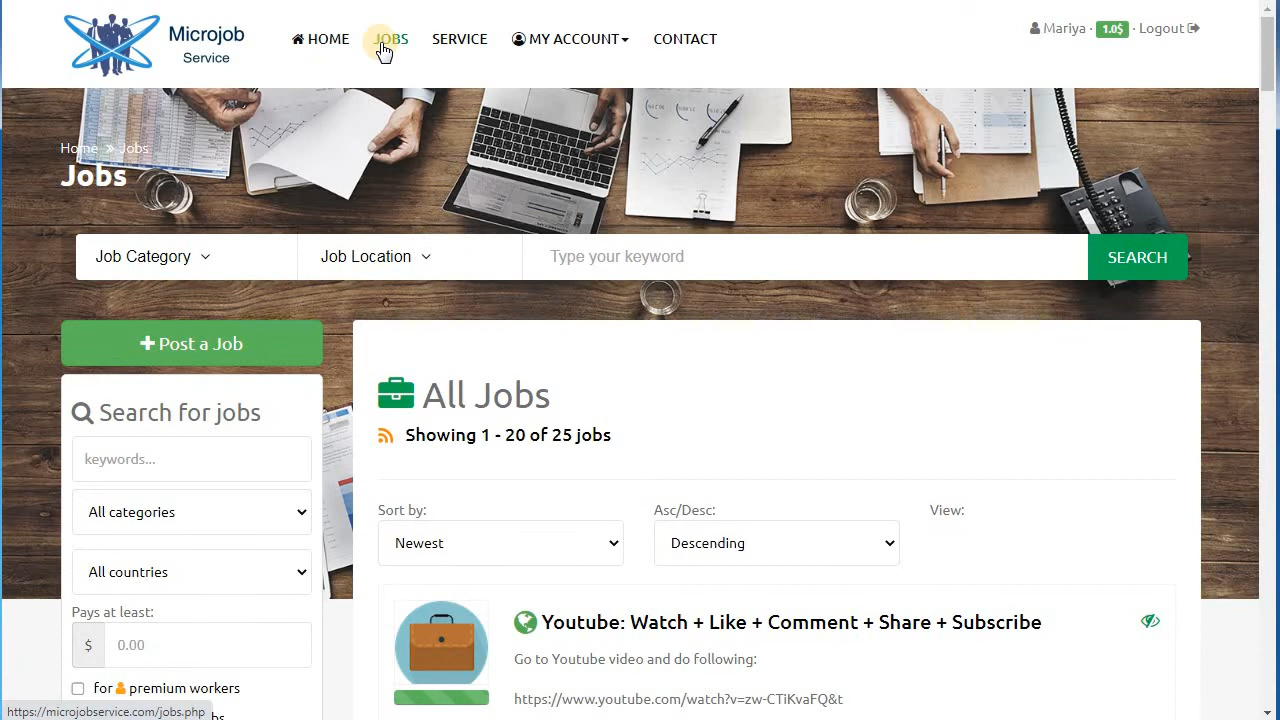 Microjob
Service
HOME
JOBS
SERVICE
MY ACCOUNT
CONTACT
Mariya · 1.0$ · Logout
Home » Jobs
Jobs
Job Category
Job Location
Type your keyword
SEARCH
+ Post a Job
Search for jobs
keywords...
All categories
All countries
Pays at least:
$ 0.00
for premium workers
All Jobs
Showing 1 - 20 of 25 jobs
Sort by:
Asc/Desc:
View:
Newest
Descending
Youtube: Watch + Like + Comment + Share + Subscribe
Go to Youtube video and do following:
https://www.youtube.com/watch?v=zw-CTiKvaFQ&t
https://microjobservice.com/jobs.php